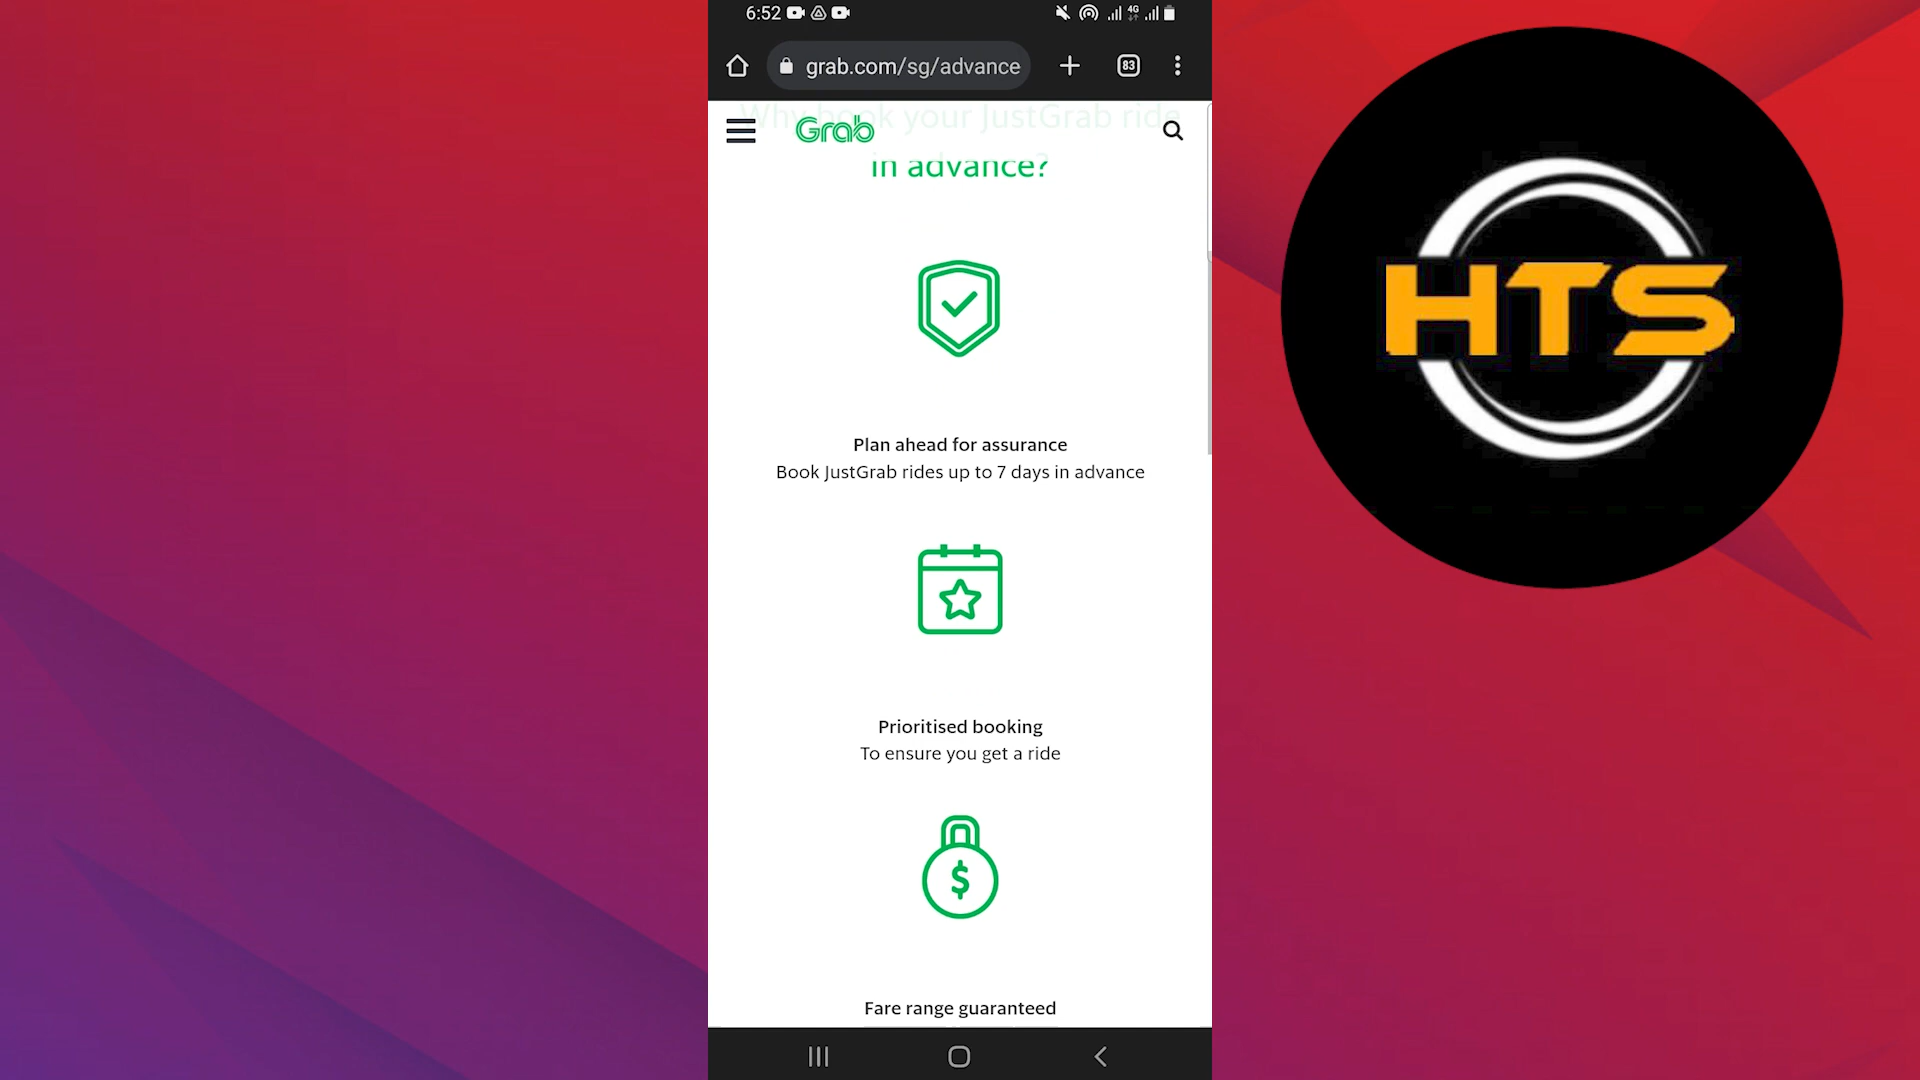 6:52
4G
grab.com/sg/advance
83
Why book your JustGrab ride
Grab
in advance?
Plan ahead for assurance
Book JustGrab rides up to 7 days in advance
Prioritised booking
To ensure you get a ride
$
Fare range guaranteed
HTS